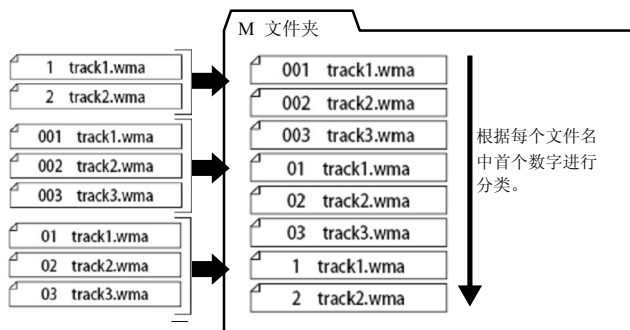 1 track1.wma
2 track2.wma
001 track1.wma
002 track2.wma
003 track3.wma
01 track1.wma
02 track2.wma
03 track3.wma
M 文件夹
001 track1.wma
002 track2.wma
003 track3.wma
01 track1.wma
02 track2.wma
03 track3.wma
1 track1.wma
2 track2.wma
根据每个文件名
中首个数字进行
分类。